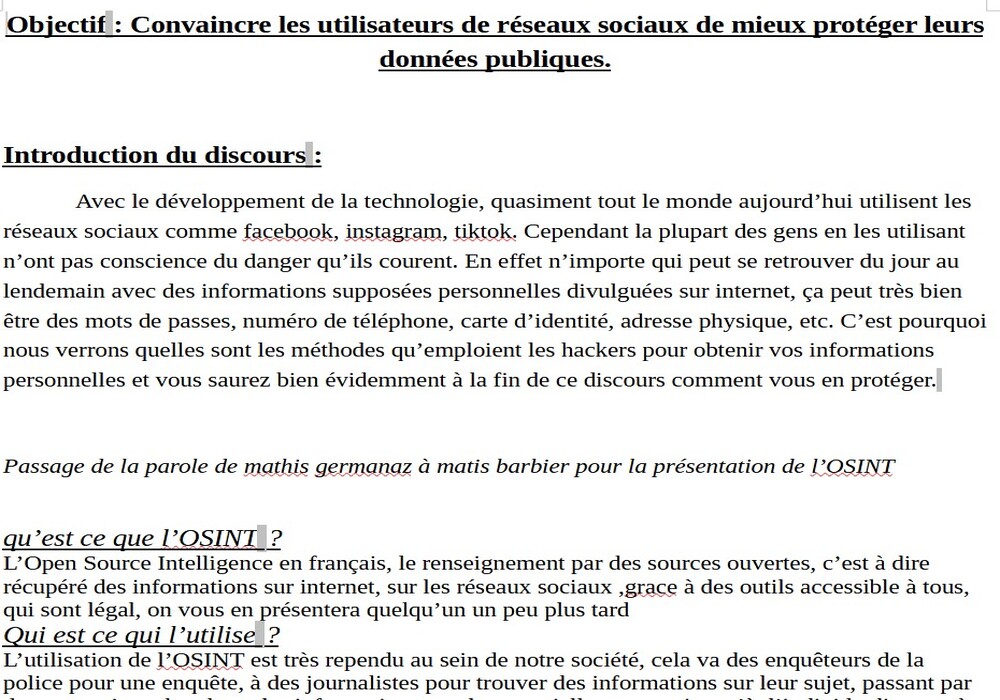 Objectif : Convaincre les utilisateurs de réseaux sociaux de mieux protéger leurs
données publiques.
Introduction du discours :
Avec le développement de la technologie, quasiment tout le monde aujourd’hui utilisent les
réseaux sociaux comme facebook, instagram, tiktok. Cependant la plupart des gens en les utilisant
n’ont pas conscience du danger qu’ils courent. En effet n’importe qui peut se retrouver du jour au
lendemain avec des informations supposées personnelles divulguées sur internet, ça peut très bien
être des mots de passes, numéro de téléphone, carte d’identité, adresse physique, etc. C’est pourquoi
nous verrons quelles sont les méthodes qu’emploient les hackers pour obtenir vos informations
personnelles et vous saurez bien évidemment à la fin de ce discours comment vous en protéger.
Passage de la parole de mathis germanaz à matis barbier pour la présentation de l’OSINT
qu’est ce que l’OSINT ?
L’Open Source Intelligence en français, le renseignement par des sources ouvertes, c’est à dire
récupéré des informations sur internet, sur les réseaux sociaux ,grace à des outils accessible à tous,
qui sont légal, on vous en présentera quelqu’un un peu plus tard
Qui est ce qui l’utilise ?
L’utilisation de l’OSINT est très rependu au sein de notre société, cela va des enquêteurs de la
police pour une enquête, à des journalistes pour trouver des informations sur leur sujet, passant par